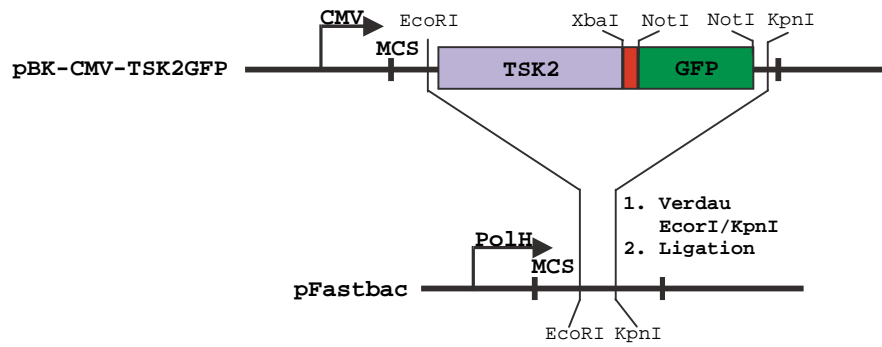 CMV EcoRI XbaI NotI NotI KpnI
MCS
pBK-CMV-TSK2GFP TSK2 GFP
1. Verdau
EcorI/KpnI
2. Ligation
PolH
MCS
pFastbac
EcoRI KpnI